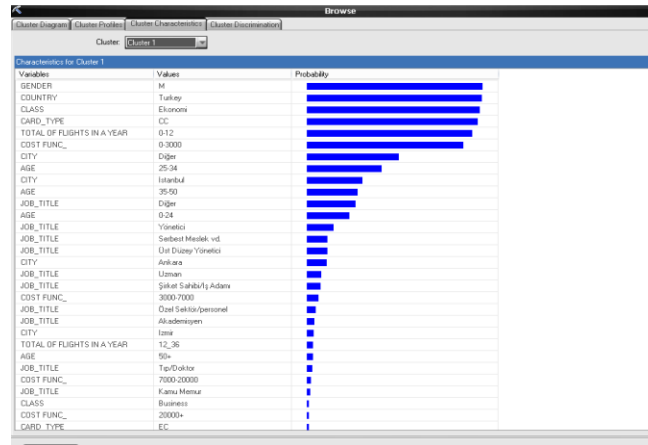 Browse
Cluster Diagram Cluster Profiles Cluster Characteristics Cluster Discrimination
Cluster: Cluster 1
Characteristics for Cluster 1
Variables Values Probability
GENDER M
COUNTRY Turkey
CLASS Ekonomi
CARD_TYPE CC
TOTAL OF FLIGHTS IN A YEAR 0-12
COST FUNC_ 0-3000
CITY Diğer
AGE 25-34
CITY İstanbul
AGE 35-50
JOB_TITLE Diğer
AGE 0-24
JOB_TITLE Yönetici
JOB_TITLE Serbest Meslek vd.
JOB_TITLE Üst Düzey Yönetici
CITY Ankara
JOB_TITLE Uzman
JOB_TITLE Şirket Sahibi/İş Adamı
COST FUNC_ 3000-7000
JOB_TITLE Özel Sektör/personel
JOB_TITLE Akademisyen
CITY İzmir
TOTAL OF FLIGHTS IN A YEAR 12_36
AGE 50+
JOB_TITLE Tıp/Doktor
COST FUNC_ 7000-20000
JOB_TITLE Kamu Memur
CLASS Business
COST FUNC_ 20000+
CARD_TYPE EC